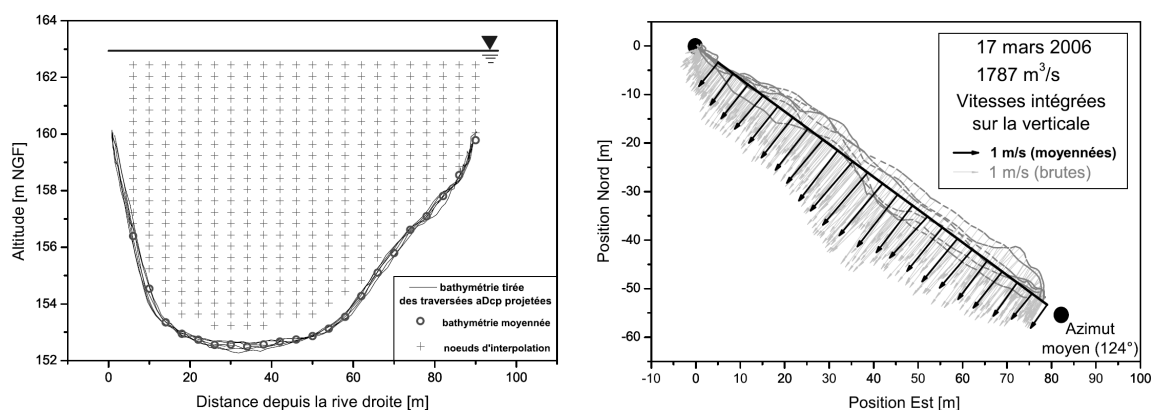 164
162
160
158
156
154
152
Altitude [m NGF]
0
20
40
60
80
100
Distance depuis la rive droite [m]
bathymétrie tirée
des traversées aDcp projetées
bathymétrie moyennée
noeuds d'interpolation
0
-10
-20
-30
-40
-50
-60
Position Nord [m]
-10
0
10
20
30
40
50
60
70
80
90
100
Position Est [m]
17 mars 2006
1787 m³/s
Vitesses intégrées
sur la verticale
1 m/s (moyennées)
1 m/s (brutes)
Azimut
moyen (124°)